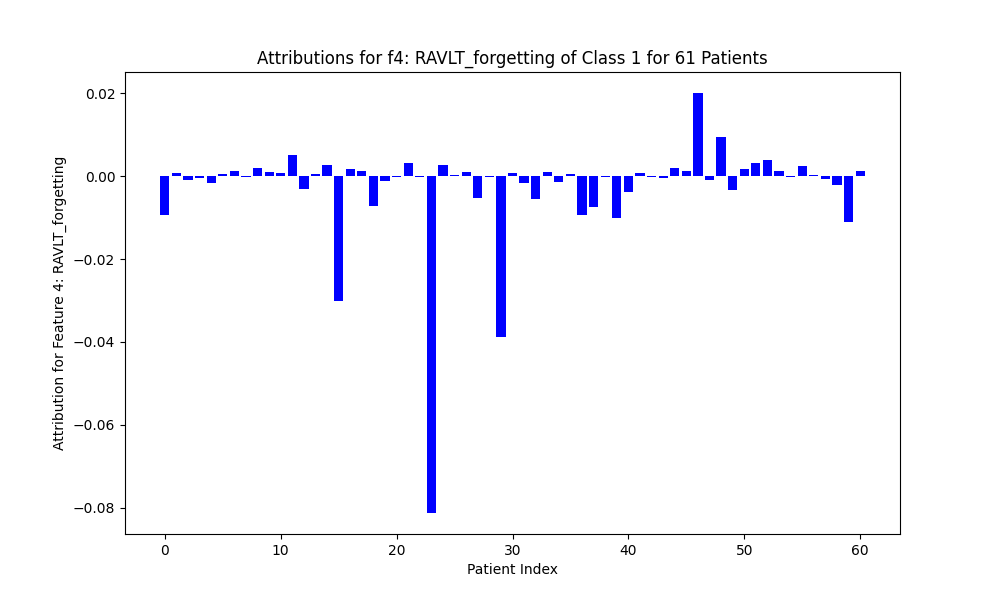 Attributions for f4: RAVLT_forgetting of Class 1 for 61 Patients
Attribution for Feature 4: RAVLT_forgetting
0.02
0.00
−0.02
−0.04
−0.06
−0.08
0 10 20 30 40 50 60
Patient Index